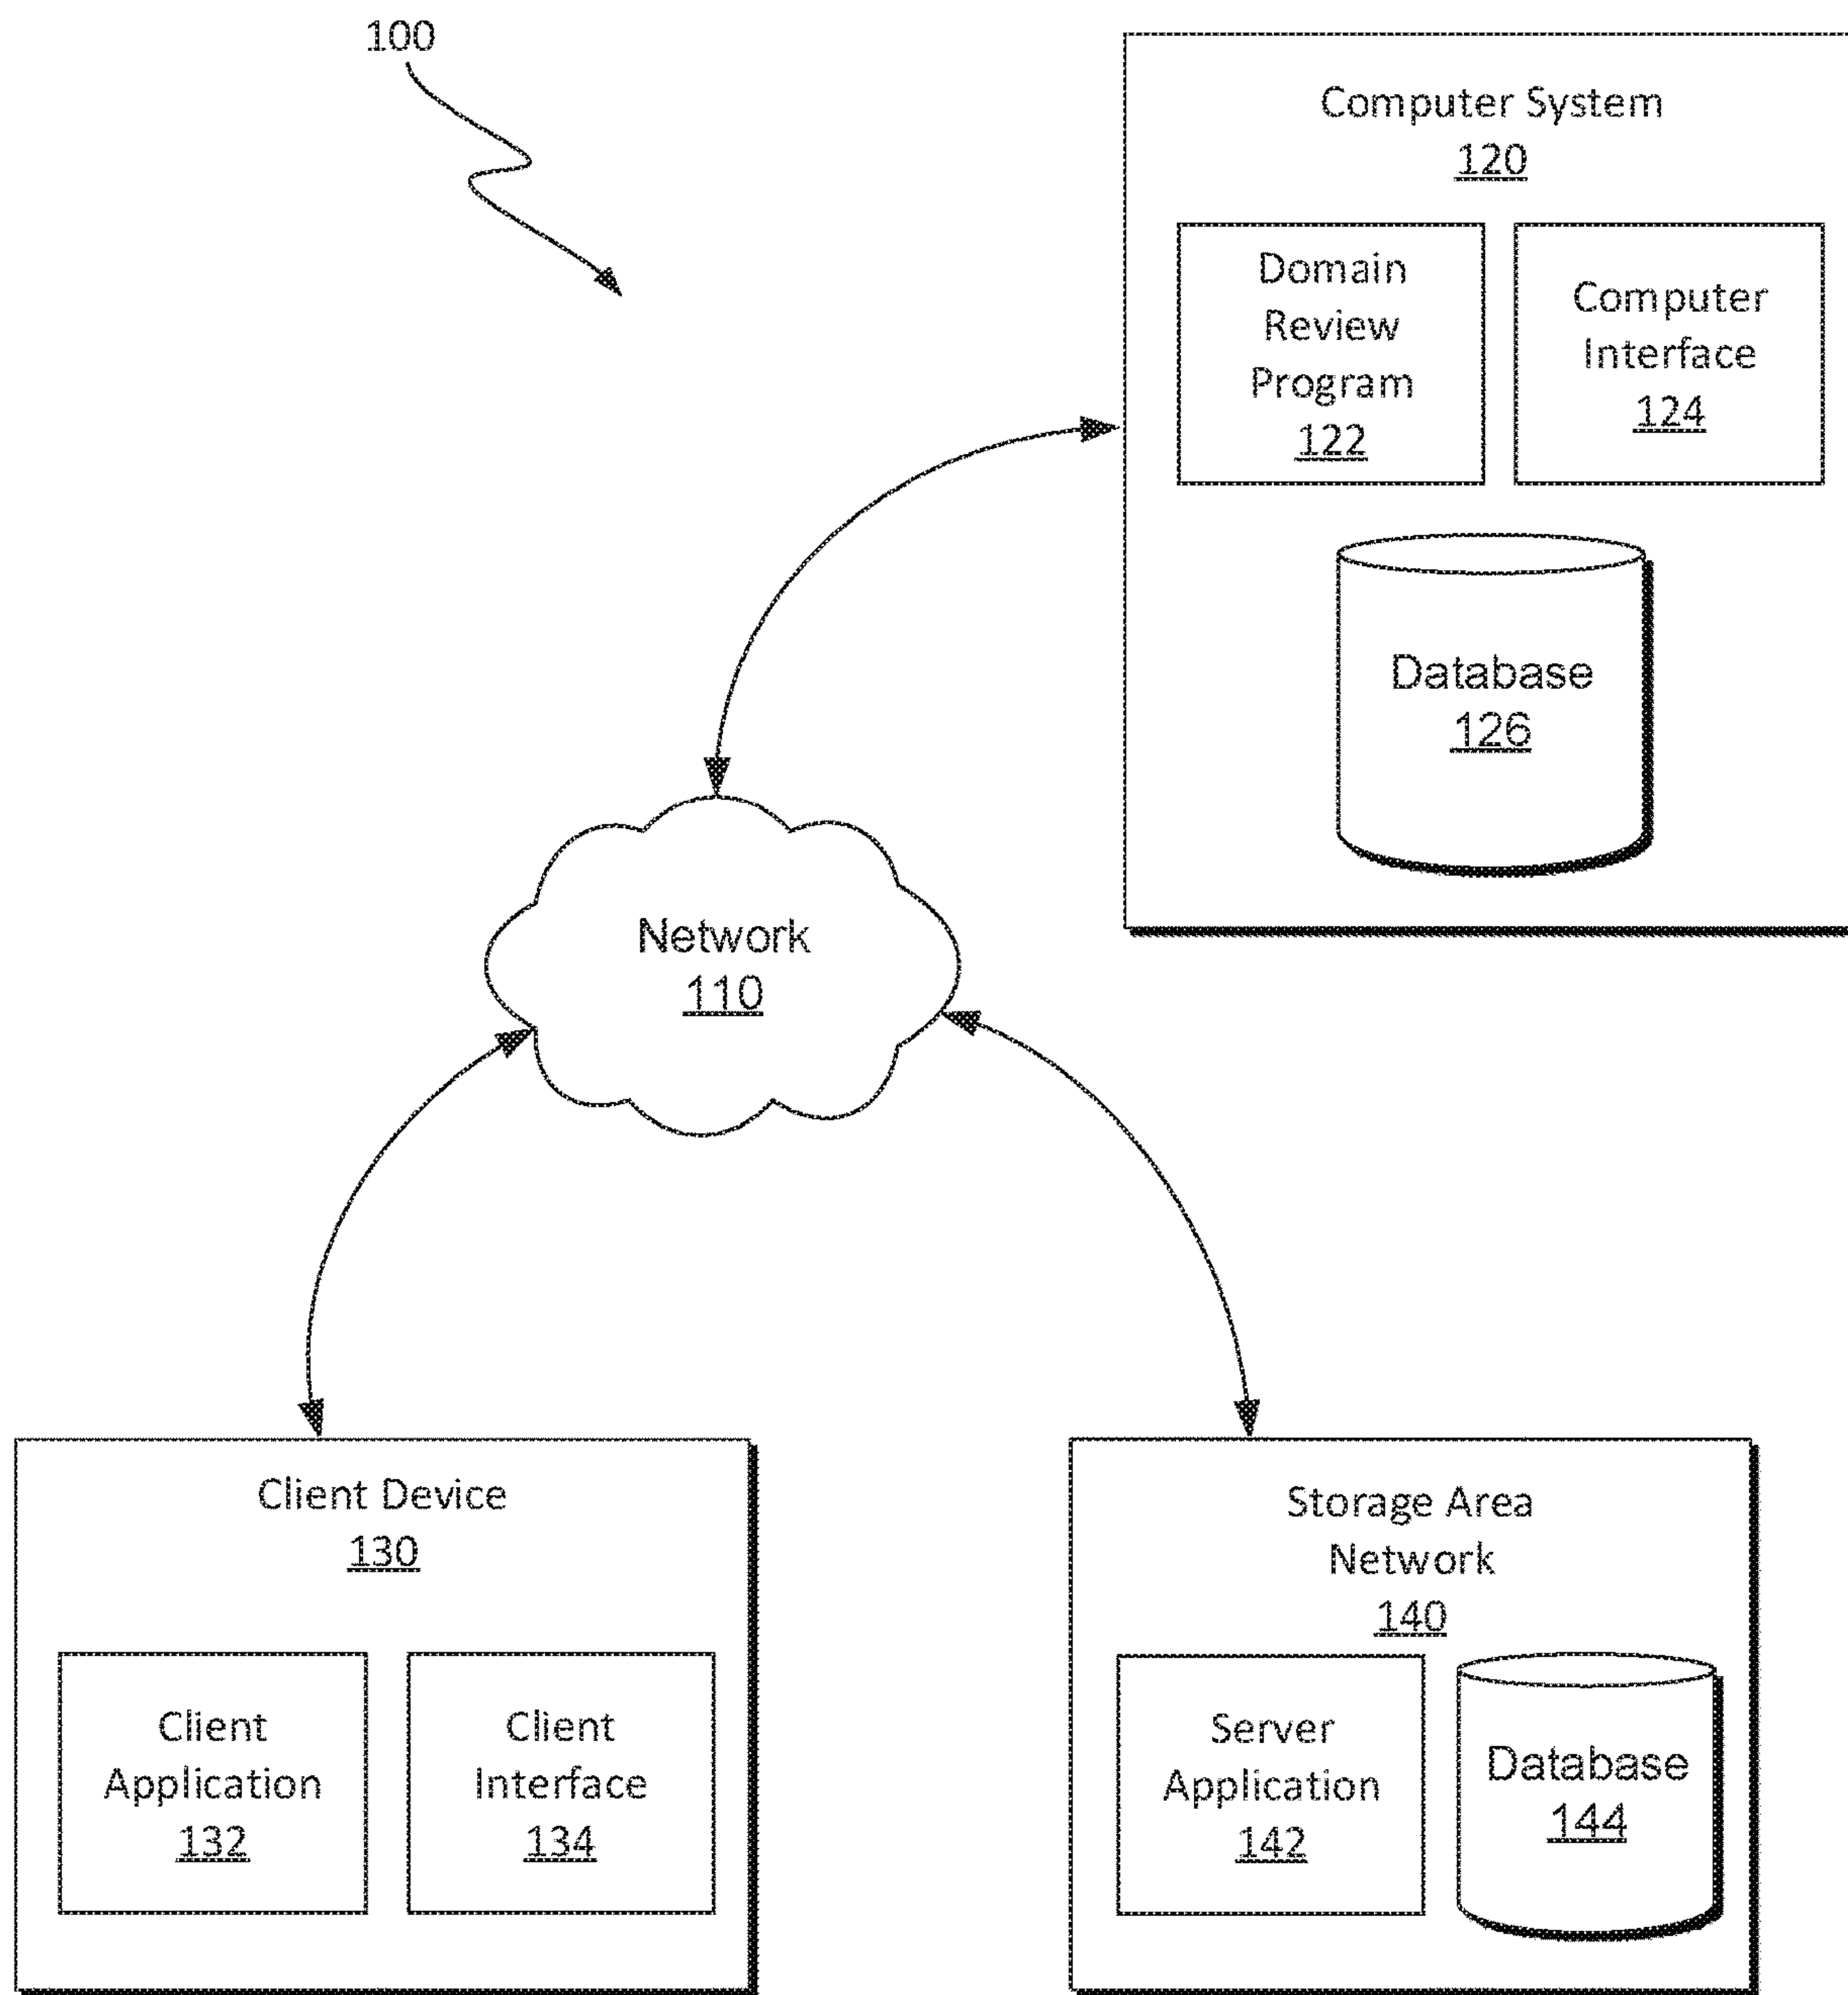 100
Computer System
120
Domain
Review
Program
122
Computer
Interface
124
Database
126
Network
110
Client Device
130
Client
Application
132
Client
Interface
134
Storage Area
Network
140
Server
Application
142
Database
144